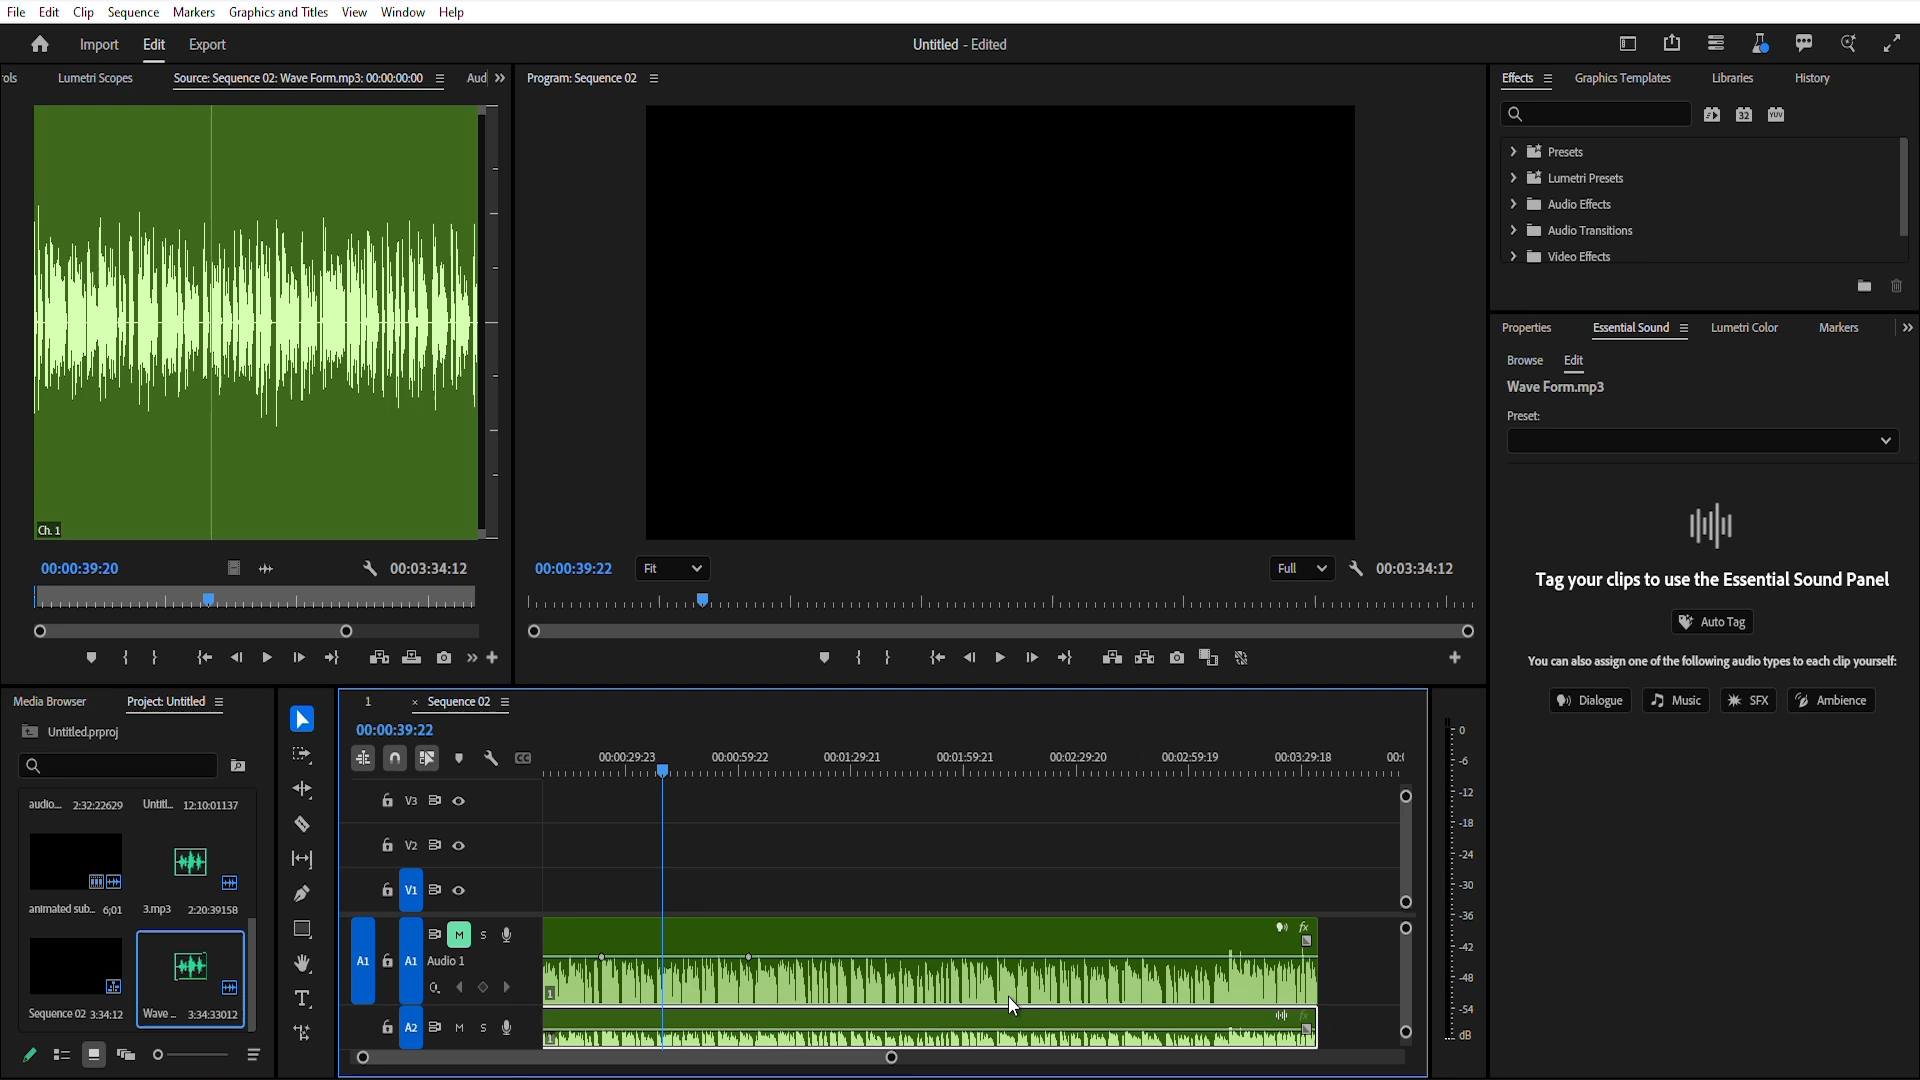 File Edit Clip Sequence Markers Graphics and Titles View Window Help
Import Edit Export
Untitled - Edited
ols Lumetri Scopes Source: Sequence 02: Wave Form.mp3: 00:00:00:00 Aud
Program: Sequence 02
Effects Graphics Templates Libraries History
32 YUV
Presets
Lumetri Presets
Audio Effects
Audio Transitions
Video Effects
Ch. 1
00:00:39:20 00:03:34:12
00:00:39:22 Fit Full 00:03:34:12
Properties Essential Sound Lumetri Color Markers
Browse Edit
Wave Form.mp3
Preset:
Tag your clips to use the Essential Sound Panel
Auto Tag
You can also assign one of the following audio types to each clip yourself:
Dialogue Music SFX Ambience
Media Browser Project: Untitled
Untitled.prproj
audio... 2:32:22629 Untitl... 12:10:01137
animated sub... 6;01 3.mp3 2:20:39158
Sequence 02 3:34:12 Wave ... 3:34:33012
1 × Sequence 02
00:00:39:22
CC
00:00:29:23 00:00:59:22 00:01:29:21 00:01:59:21 00:02:29:20 00:02:59:19 00:03:29:18 00:(
V3
V2
V1
A1 A1 M S
Audio 1
A2 M S
fx
1
fx
1
0
-6
-12
-18
-24
-30
-36
-42
-48
-54
dB